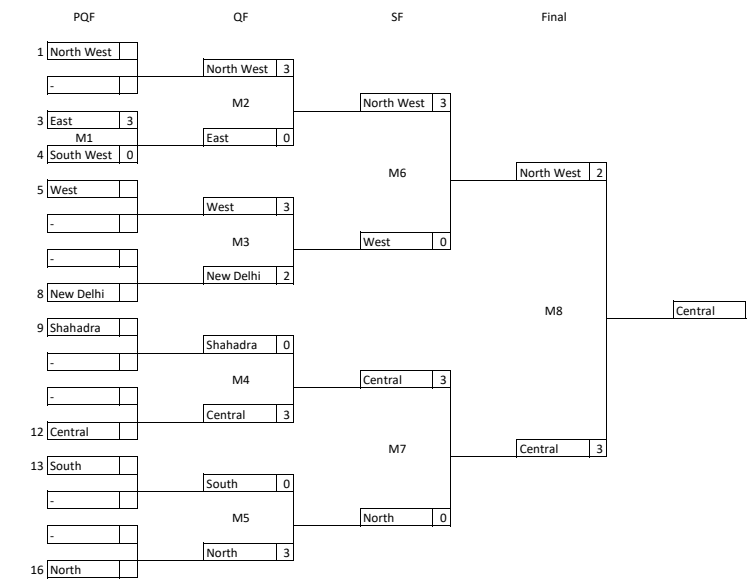 PQF QF SF Final
1 North West
North West 3
-
M2 North West 3
3 East 3
M1 East 0
4 South West 0
M6 North West 2
5 West
West 3
-
M3 West 0
-
New Delhi 2
8 New Delhi
M8 Central
9 Shahadra
Shahadra 0
-
M4 Central 3
-
Central 3
12 Central
M7 Central 3
13 South
South 0
-
M5 North 0
-
North 3
16 North